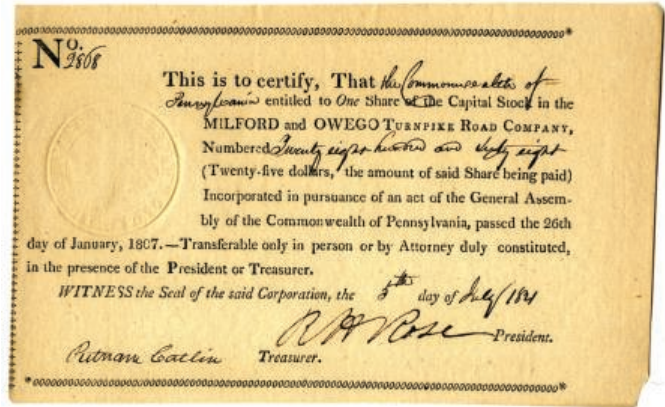 No. 2868
This is to certify, That the Commonwealth of
Pennsylvania entitled to One Share of the Capital Stock in the
MILFORD and OWEGO TURNPIKE ROAD COMPANY,
Numbered Twenty eight hundred and sixty eight
(Twenty-five dollars, the amount of said Share being paid)
Incorporated in pursuance of an act of the General Assem-
bly of the Commonwealth of Pennsylvania, passed the 26th
day of January, 1807.—Transferable only in person or by Attorney duly constituted,
in the presence of the President or Treasurer.
WITNESS the Seal of the said Corporation, the 5th day of July 1821
R H Rose President.
Putnam Catlin Treasurer.